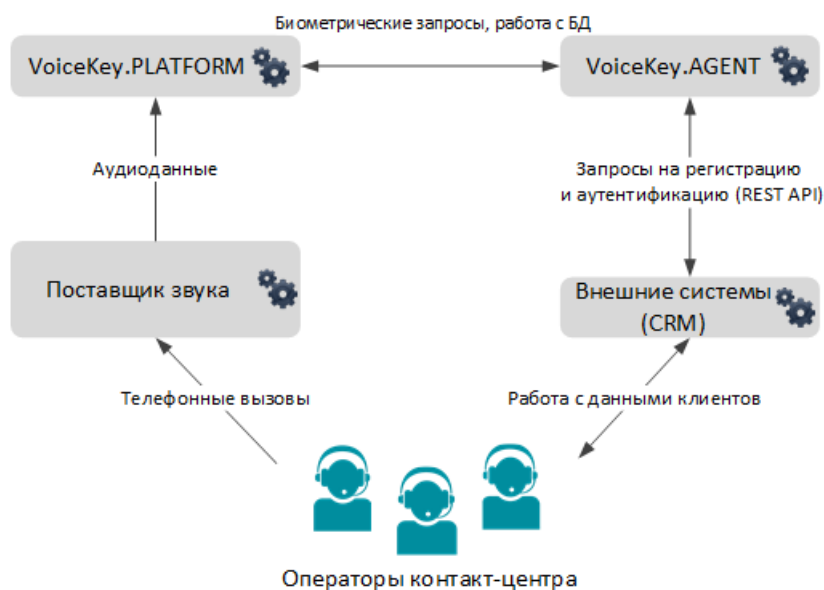 Биометрические запросы, работа с БД
VoiceKey.PLATFORM
VoiceKey.AGENT
Аудиоданные
Запросы на регистрацию
и аутентификацию (REST API)
Поставщик звука
Внешние системы
(CRM)
Телефонные вызовы
Работа с данными клиентов
Операторы контакт-центра